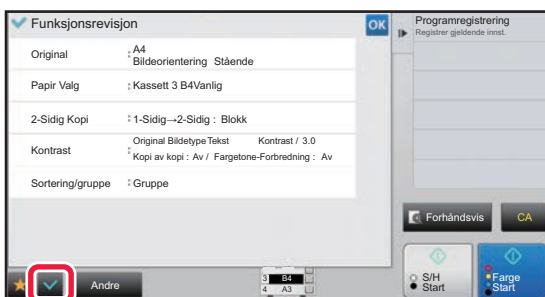 Funksjonsrevisjon
OK
Original : A4
Bildeorientering Stående
Papir Valg : Kassett 3 B4Vanlig
2-Sidig Kopi : 1-Sidig→2-Sidig : Blokk
Kontrast : Original Bildetype Tekst Kontrast / 3.0
Kopi av kopi : Av / Fargetone-Forbredning : Av
Sortering/gruppe : Gruppe
Andre
3 B4
4 A3
Programregistrering
Registrer gjeldende innst.
Forhåndsvis
CA
S/H
Start
Farge
Start